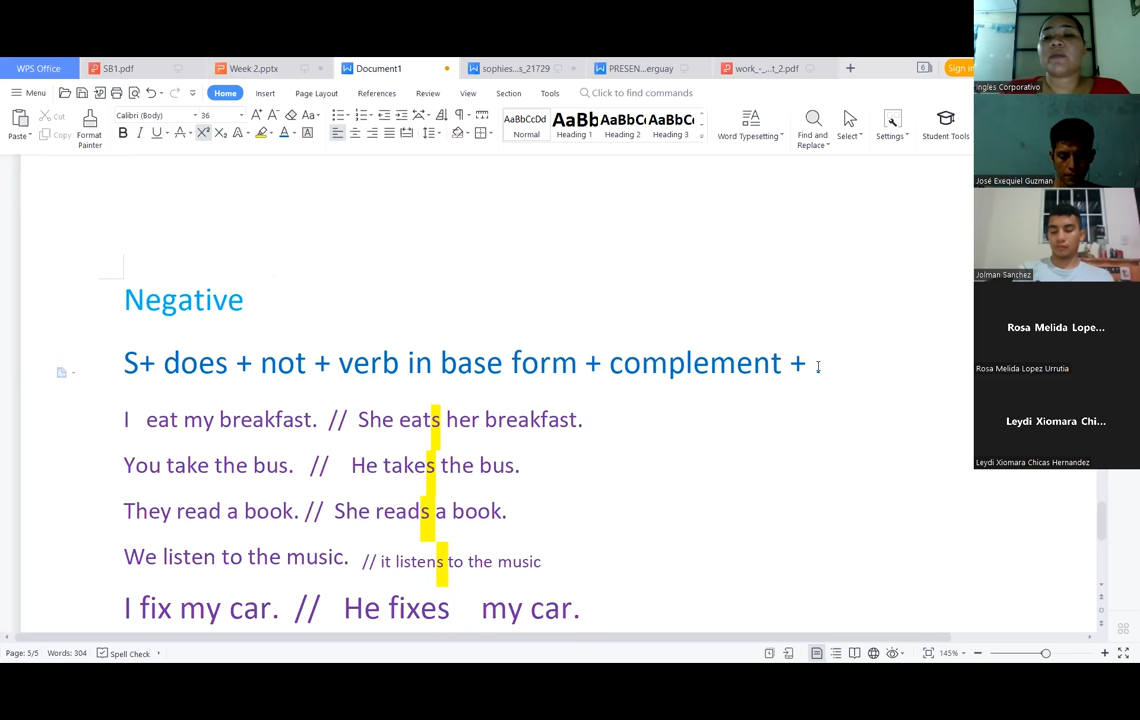 WPS Office SB1.pdf Week 2.pptx Document1 sophies...s_21729 PRESEN...erguay work_-_...t_2.pdf + 6 Sign in
Ingles Corporativo
Menu Home Insert Page Layout References Review View Section Tools Search for commands
Paste Cut Copy Format Painter Calibri (Body) 36 AaBbCcDd Normal AaBb Heading 1 AaBbC Heading 2 AaBbC Heading 3 Word Typesetting Find and Replace Select Settings Student Tools
José Exequiel Guzman
Jolman Sanchez
Negative
S+ does + not + verb in base form + complement +
I eat my breakfast. // She eats her breakfast.
You take the bus. // He takes the bus.
They read a book. // She reads a book.
We listen to the music. // it listens to the music
I fix my car. // He fixes my car.
Rosa Melida Lope...
Rosa Melida Lopez Urrutia
Leydi Xiomara Chi...
Leydi Xiomara Chicas Hernandez
Page: 5/5 Words: 304 Spell Check 145%